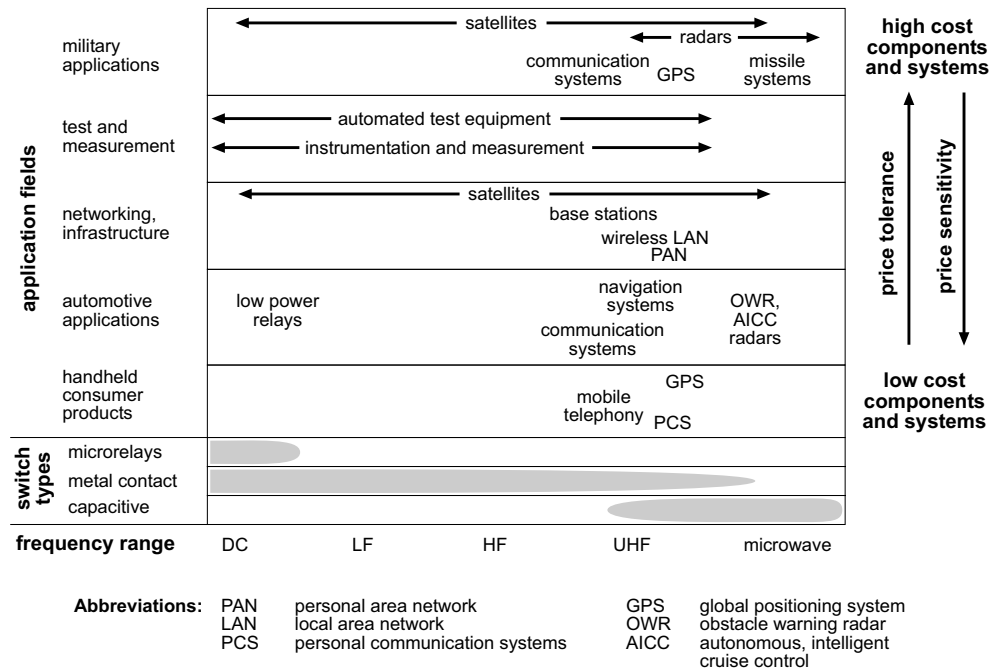 military
applications
satellites
radars
communication
systems
GPS
missile
systems
high cost
components
and systems
application fields
test and
measurement
automated test equipment
instrumentation and measurement
price tolerance
price sensitivity
networking,
infrastructure
satellites
base stations
wireless LAN
PAN
automotive
applications
low power
relays
navigation
systems
communication
systems
OWR,
AICC
radars
handheld
consumer
products
GPS
mobile
telephony
PCS
low cost
components
and systems
switch
types
microrelays
metal contact
capacitive
frequency range
DC
LF
HF
UHF
microwave
Abbreviations:
PAN personal area network
LAN local area network
PCS personal communication systems
GPS global positioning system
OWR obstacle warning radar
AICC autonomous, intelligent
cruise control